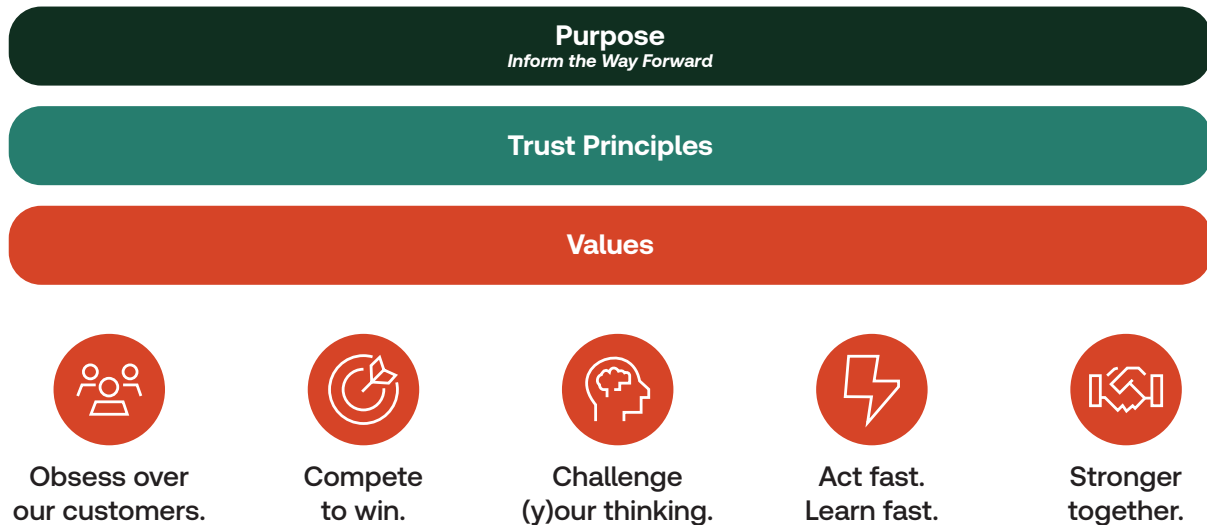 Purpose
Inform the Way Forward
Trust Principles
Values
Obsess over
our customers.
Compete
to win.
Challenge
(y)our thinking.
Act fast.
Learn fast.
Stronger
together.